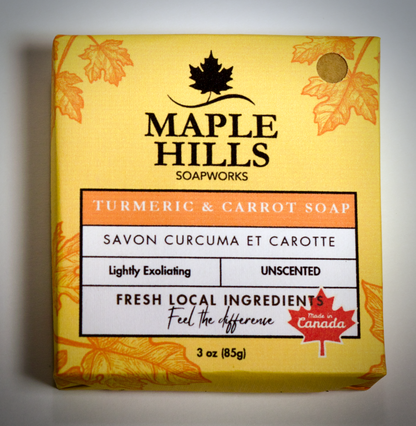 MAPLE
HILLS
SOAPWORKS
TURMERIC & CARROT SOAP
SAVON CURCUMA ET CAROTTE
Lightly Exoliating
UNSCENTED
FRESH LOCAL INGREDIENTS
Feel the difference
Made in
Canada
3 oz (85g)